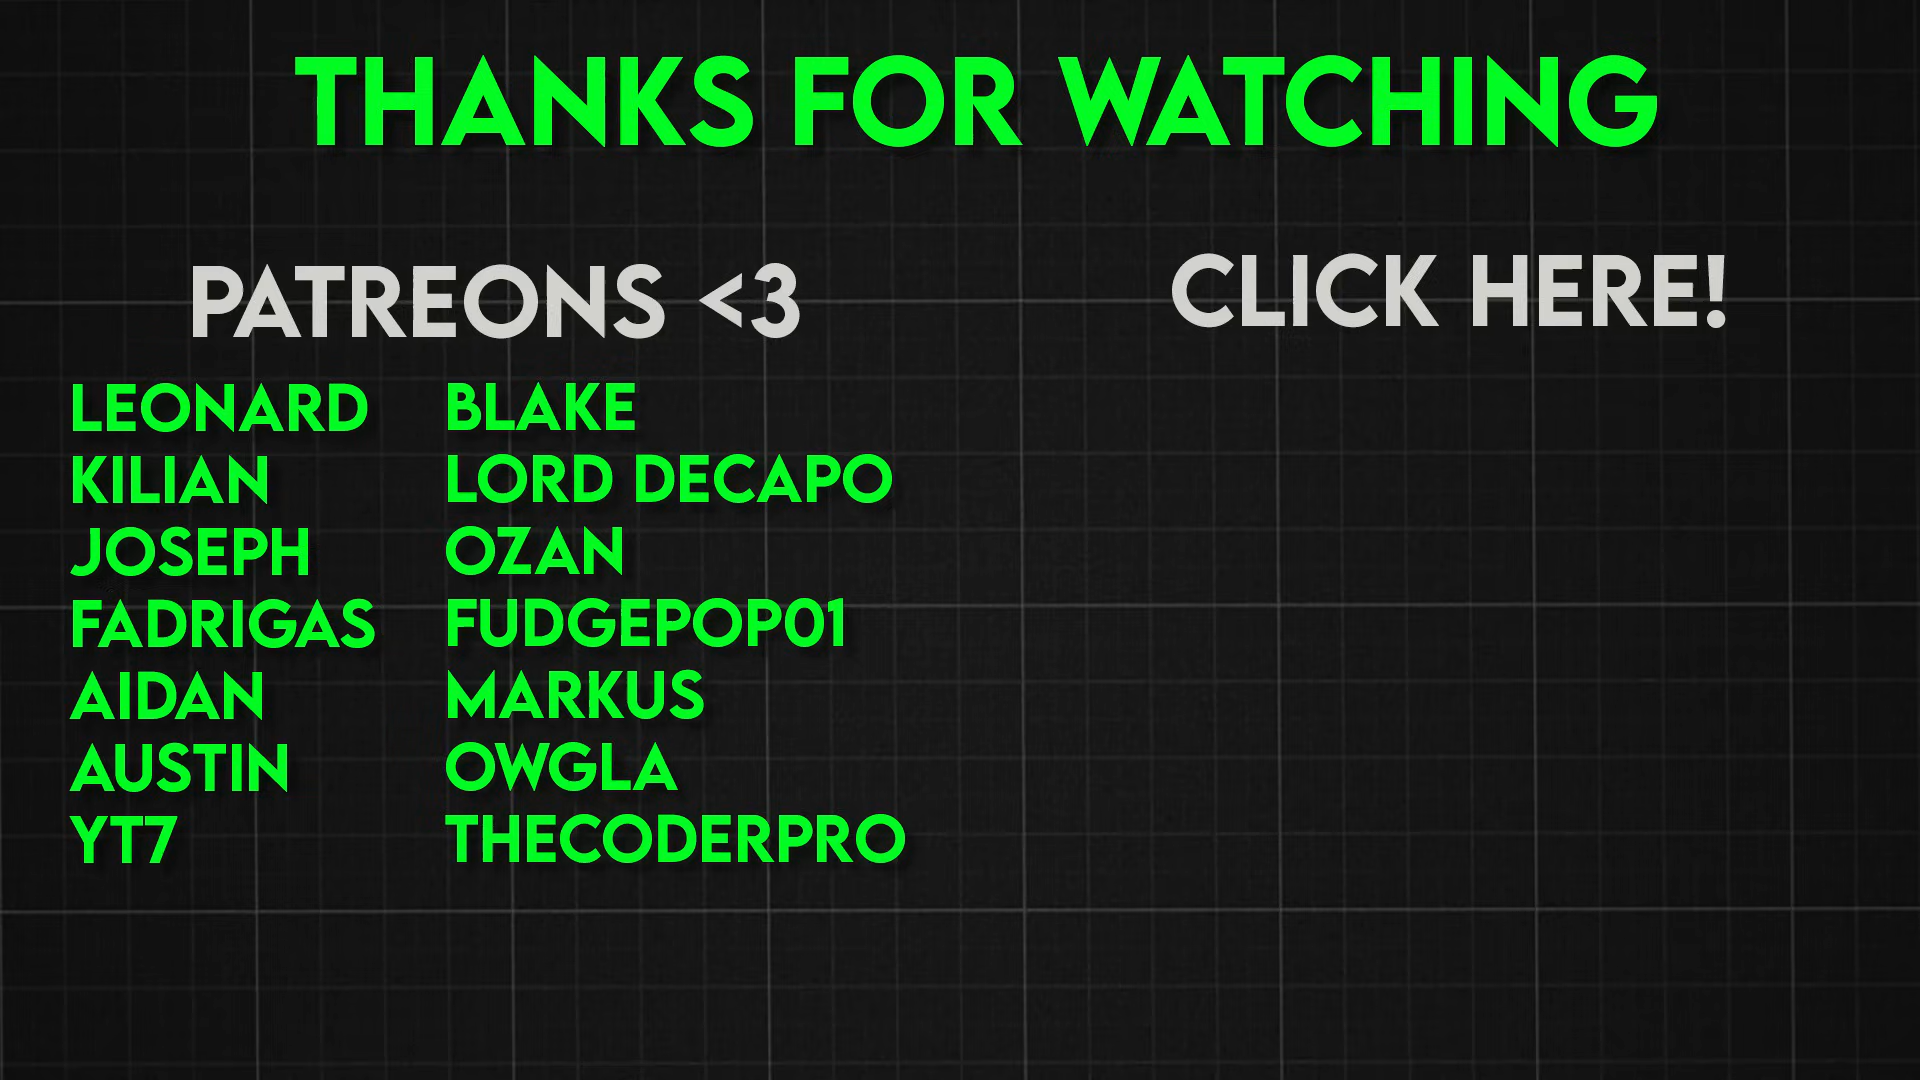 THANKS FOR WATCHING
PATREONS <3
LEONARD
KILIAN
JOSEPH
FADRIGAS
AIDAN
AUSTIN
YT7
BLAKE
LORD DECAPO
OZAN
FUDGEPOP01
MARKUS
OWGLA
THECODERPRO
CLICK HERE!